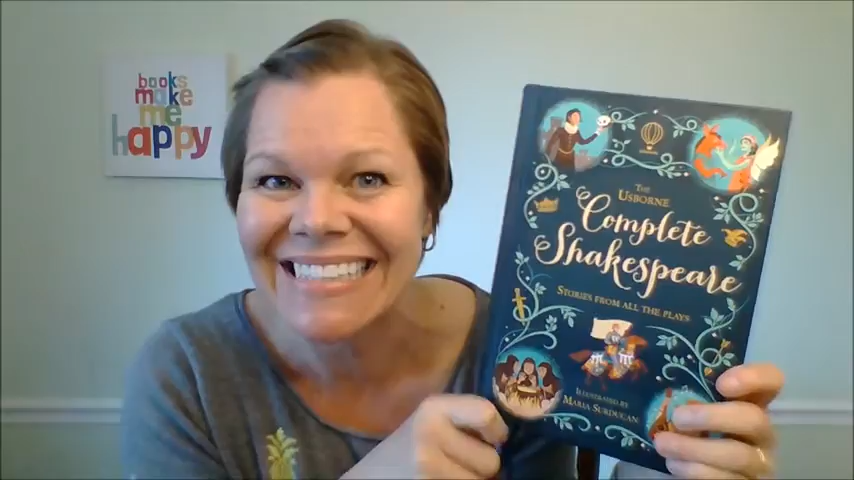 books
make
me
happy
The
Usborne
Complete
Shakespeare
Stories from all the plays
Illustrated by
Maria Surducan